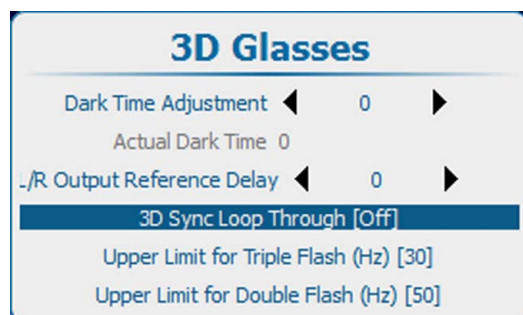 3D Glasses
Dark Time Adjustment 0
Actual Dark Time 0
/R Output Reference Delay 0
3D Sync Loop Through [Off]
Upper Limit for Triple Flash (Hz) [30]
Upper Limit for Double Flash (Hz) [50]